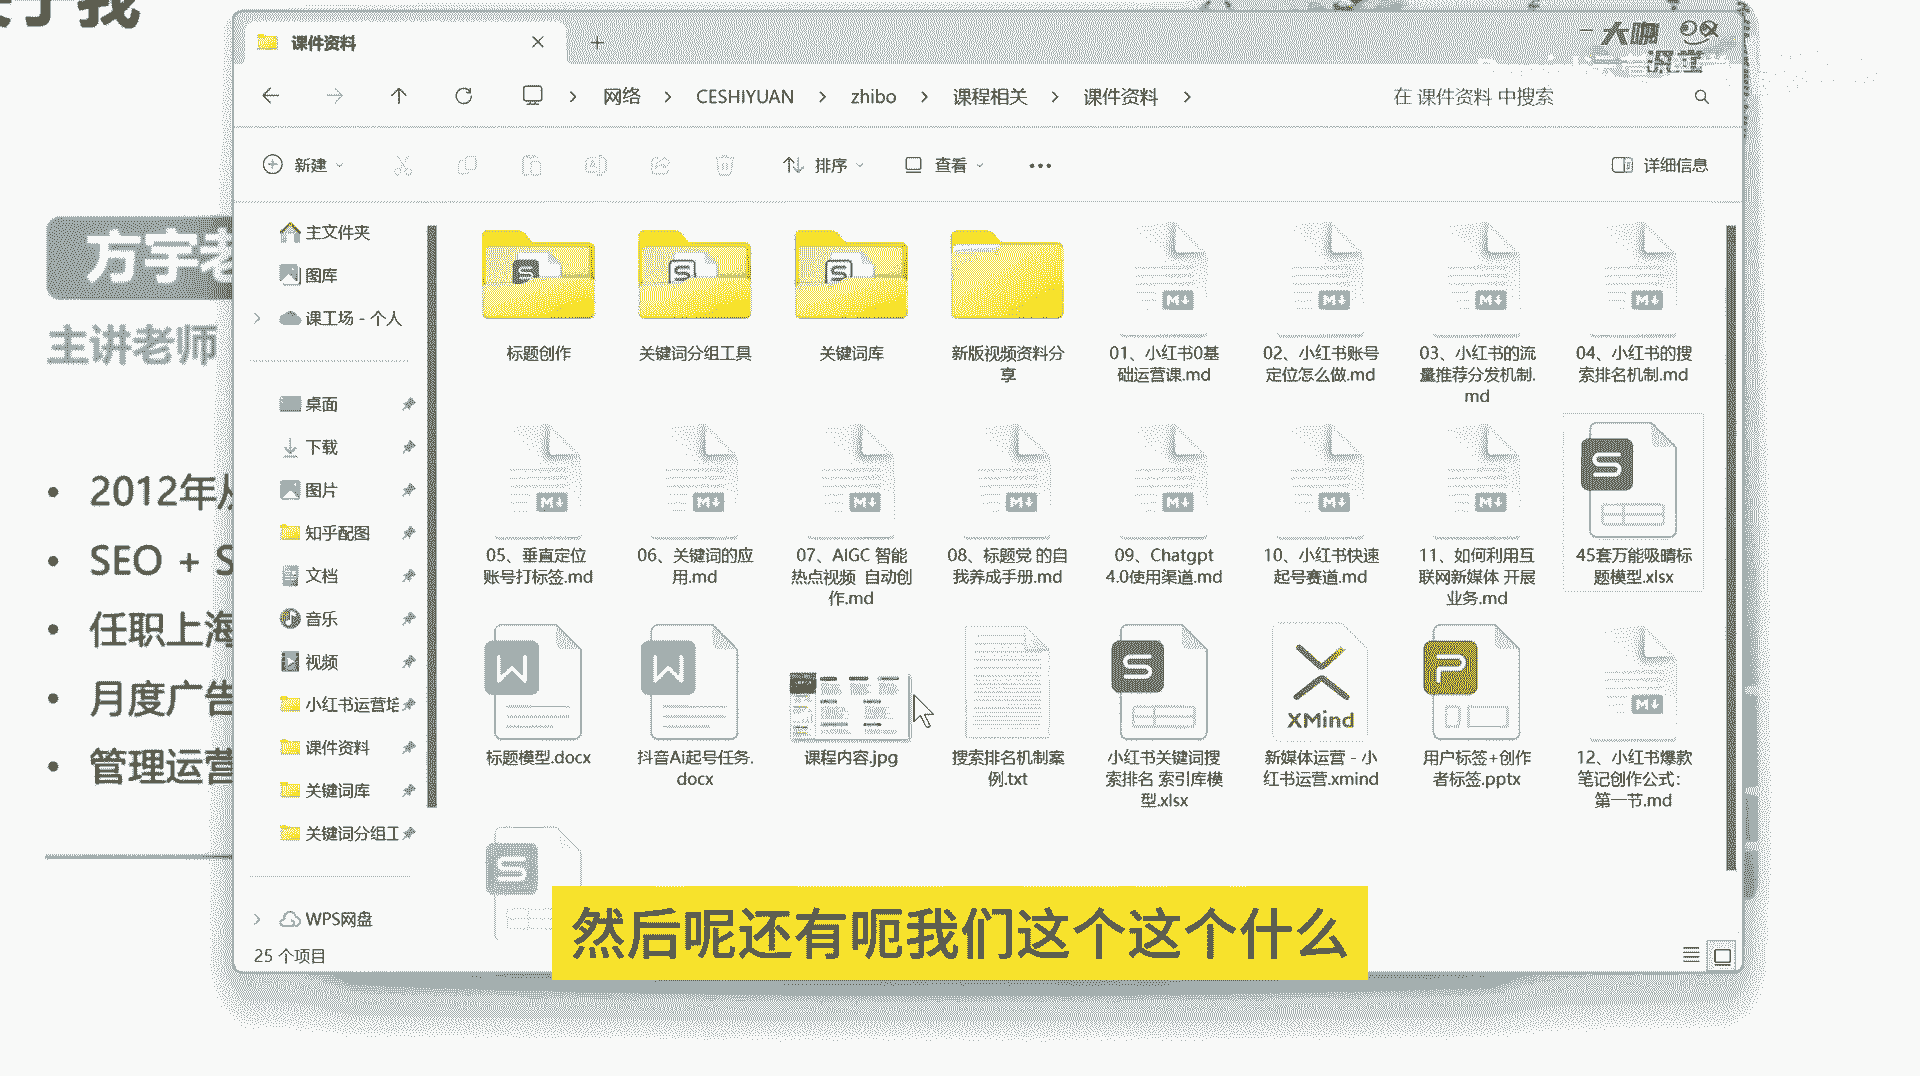 课件资料
大咖
课堂
网络
CESHIYUAN
zhibo
课程相关
课件资料
在 课件资料 中搜索
新建
排序
查看
详细信息
主文件夹
图库
课工场 - 个人
桌面
下载
图片
知乎配图
文档
音乐
视频
小红书运营培
课件资料
关键词库
关键词分组工
WPS网盘
25 个项目
标题创作
关键词分组工具
关键词库
新版视频资料分
享
01、小红书0基
础运营课.md
02、小红书账号
定位怎么做.md
03、小红书的流
量推荐分发机制.
md
04、小红书的搜
索排名机制.md
05、垂直定位
账号打标签.md
06、关键词的应
用.md
07、AIGC 智能
热点视频 自动创
作.md
08、标题党 的自
我养成手册.md
09、Chatgpt
4.0使用渠道.md
10、小红书快速
起号赛道.md
11、如何利用互
联网新媒体 开展
业务.md
45套万能吸睛标
题模型.xlsx
标题模型.docx
抖音Ai起号任务.
docx
课程内容.jpg
搜索排名机制案
例.txt
小红书关键词搜
索排名 索引库模
型.xlsx
XMind
新媒体运营 - 小
红书运营.xmind
用户标签+创作
者标签.pptx
12、小红书爆款
笔记创作公式：
第一节.md
方宇老
主讲老师
2012年从
SEO + S
任职上海
月度广告
管理运营
然后呢还有呃我们这个这个什么